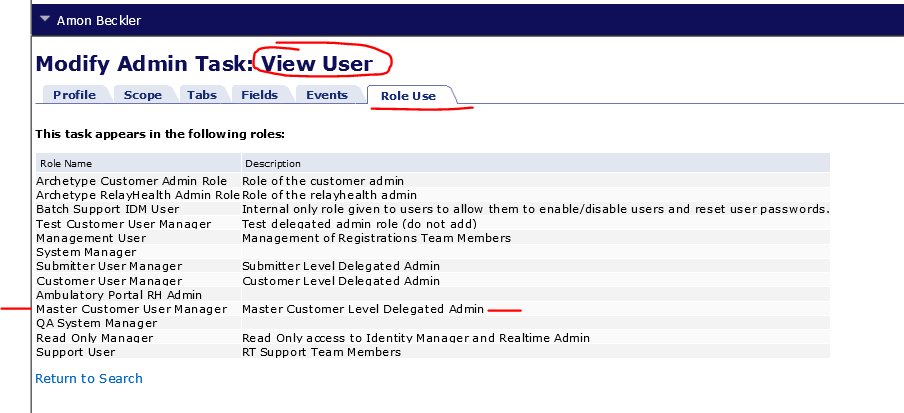 Amon Beckler
Modify Admin Task: View User
Profile Scope Tabs Fields Events Role Use
This task appears in the following roles:
Role Name Description
Archetype Customer Admin Role Role of the customer admin
Archetype RelayHealth Admin Role Role of the relayhealth admin
Batch Support IDM User Internal only role given to users to allow them to enable/disable users and reset user passwords.
Test Customer User Manager Test delegated admin role (do not add)
Management User Management of Registrations Team Members
System Manager
Submitter User Manager Submitter Level Delegated Admin
Customer User Manager Customer Level Delegated Admin
Ambulatory Portal RH Admin
Master Customer User Manager Master Customer Level Delegated Admin
QA System Manager
Read Only Manager Read Only access to Identity Manager and Realtime Admin
Support User RT Support Team Members
Return to Search